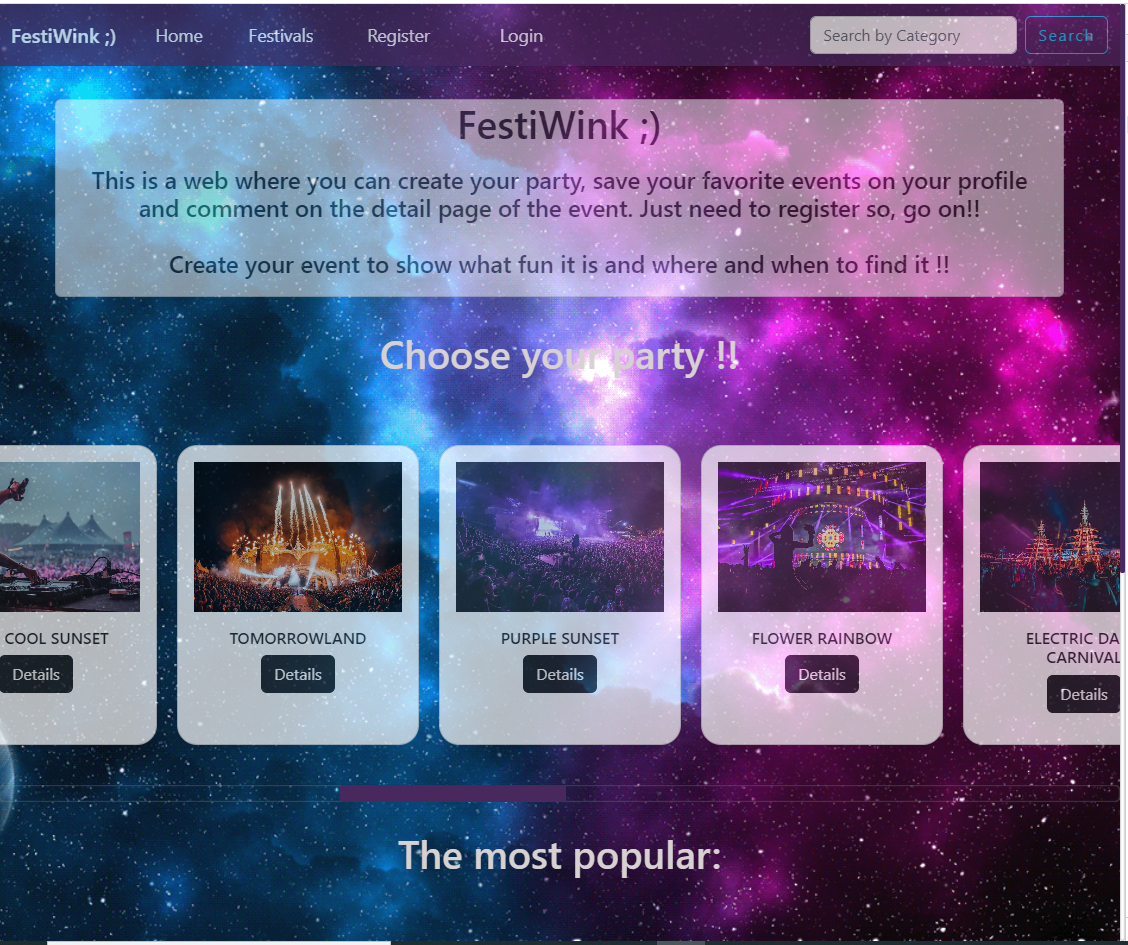 FestiWink ;) Home Festivals Register Login Search by Category Search
FestiWink ;)
This is a web where you can create your party, save your favorite events on your profile
and comment on the detail page of the event. Just need to register so, go on!!
Create your event to show what fun it is and where and when to find it !!
Choose your party !!
COOL SUNSET
Details
TOMORROWLAND
Details
PURPLE SUNSET
Details
FLOWER RAINBOW
Details
ELECTRIC DA
CARNIVAL
Details
The most popular: